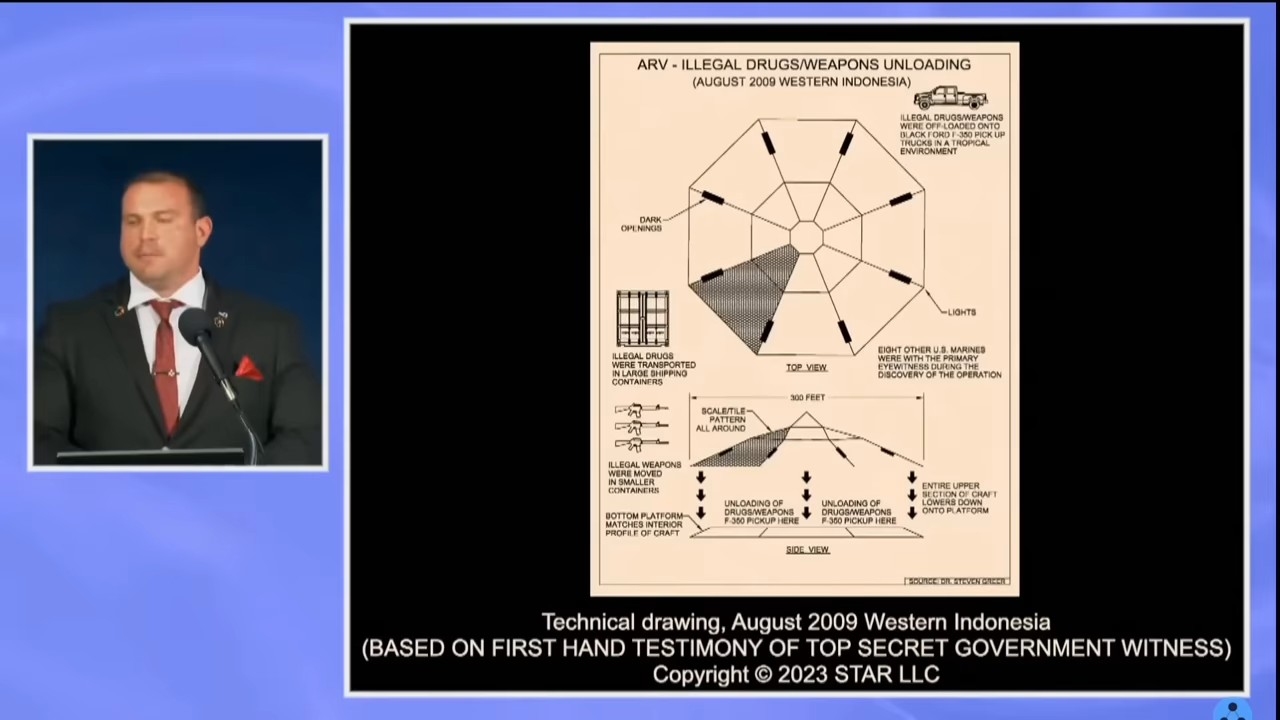 ARV - ILLEGAL DRUGS/WEAPONS UNLOADING
(AUGUST 2009 WESTERN INDONESIA)
ILLEGAL DRUGS/WEAPONS
WERE OFF-LOADED ONTO
BLACK FORD F-350 PICK UP
TRUCKS IN A TROPICAL
ENVIRONMENT
DARK
OPENINGS
LIGHTS
ILLEGAL DRUGS
WERE TRANSPORTED
IN LARGE SHIPPING
CONTAINERS
EIGHT OTHER U.S. MARINES
WERE WITH THE PRIMARY
EYEWITNESS DURING THE
DISCOVERY OF THE OPERATION
TOP VIEW
300 FEET
SCALE/TILE
PATTERN
ALL AROUND
ILLEGAL WEAPONS
WERE MOVED
IN SMALLER
CONTAINERS
ENTIRE UPPER
SECTION OF CRAFT
LOWERS DOWN
ONTO PLATFORM
UNLOADING OF
DRUGS/WEAPONS
F-350 PICKUP HERE
UNLOADING OF
DRUGS/WEAPONS
F-350 PICKUP HERE
BOTTOM PLATFORM
MATCHES INTERIOR
PROFILE OF CRAFT
SIDE VIEW
SOURCE: DR. STEVEN GREER
Technical drawing, August 2009 Western Indonesia
(BASED ON FIRST HAND TESTIMONY OF TOP SECRET GOVERNMENT WITNESS)
Copyright © 2023 STAR LLC